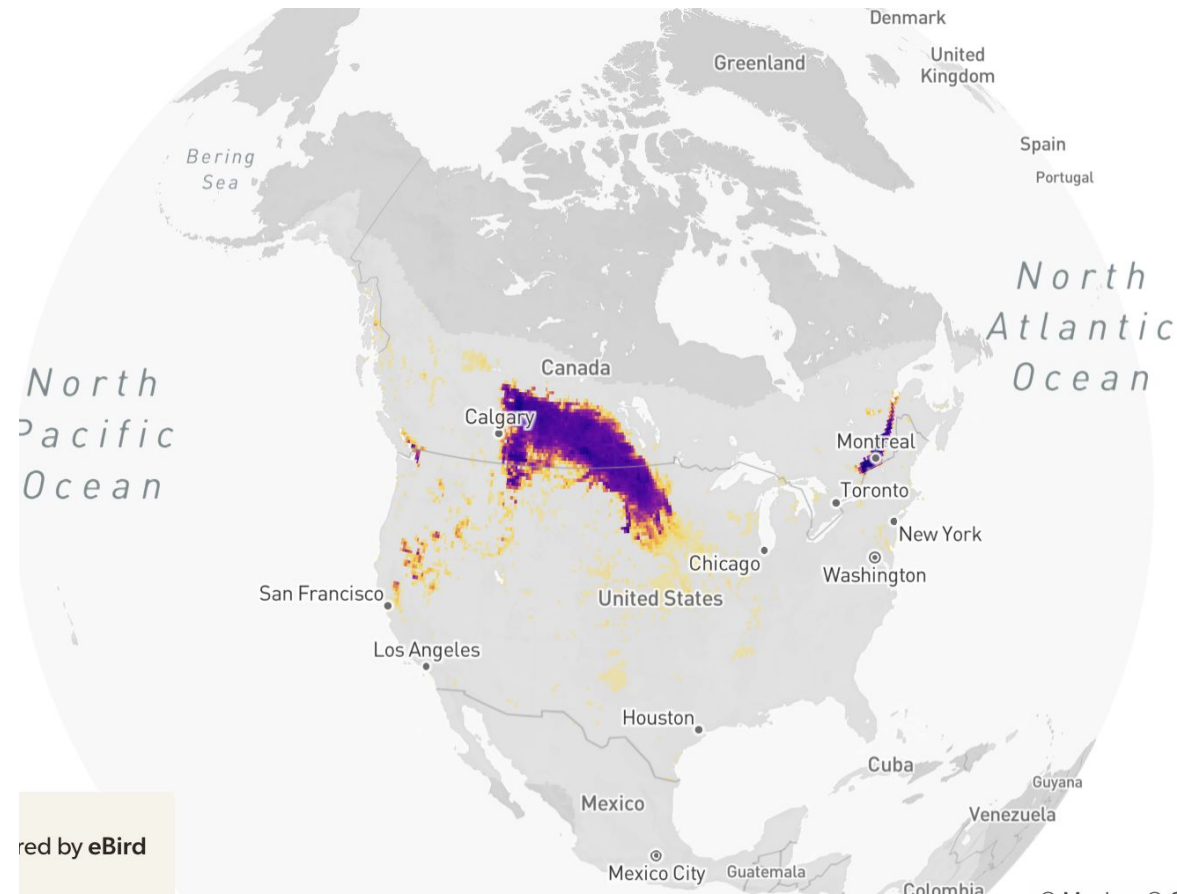 Denmark
United
Kingdom
Greenland
Spain
Portugal
Bering
Sea
North
Atlantic
Ocean
Canada
North
Pacific
Ocean
Calgary
Montreal
Toronto
New York
Chicago
Washington
San Francisco
United States
Los Angeles
Houston
Cuba
Guyana
Mexico
Venezuela
red by eBird
Mexico City
Guatemala
Colombia